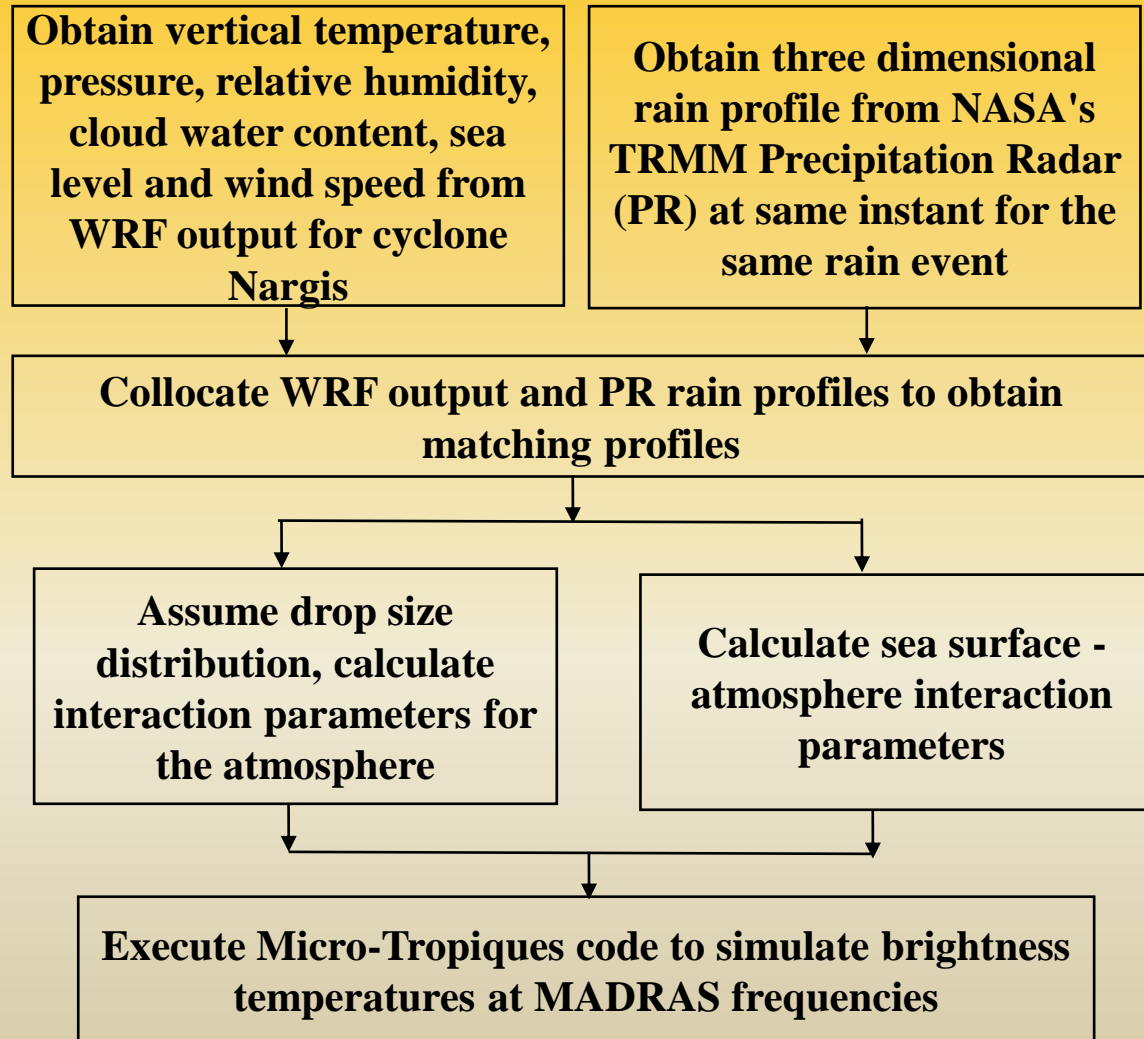 Obtain vertical temperature,
pressure, relative humidity,
cloud water content, sea
level and wind speed from
WRF output for cyclone
Nargis
Obtain three dimensional
rain profile from NASA's
TRMM Precipitation Radar
(PR) at same instant for the
same rain event
Collocate WRF output and PR rain profiles to obtain
matching profiles
Assume drop size
distribution, calculate
interaction parameters for
the atmosphere
Calculate sea surface -
atmosphere interaction
parameters
Execute Micro-Tropiques code to simulate brightness
temperatures at MADRAS frequencies